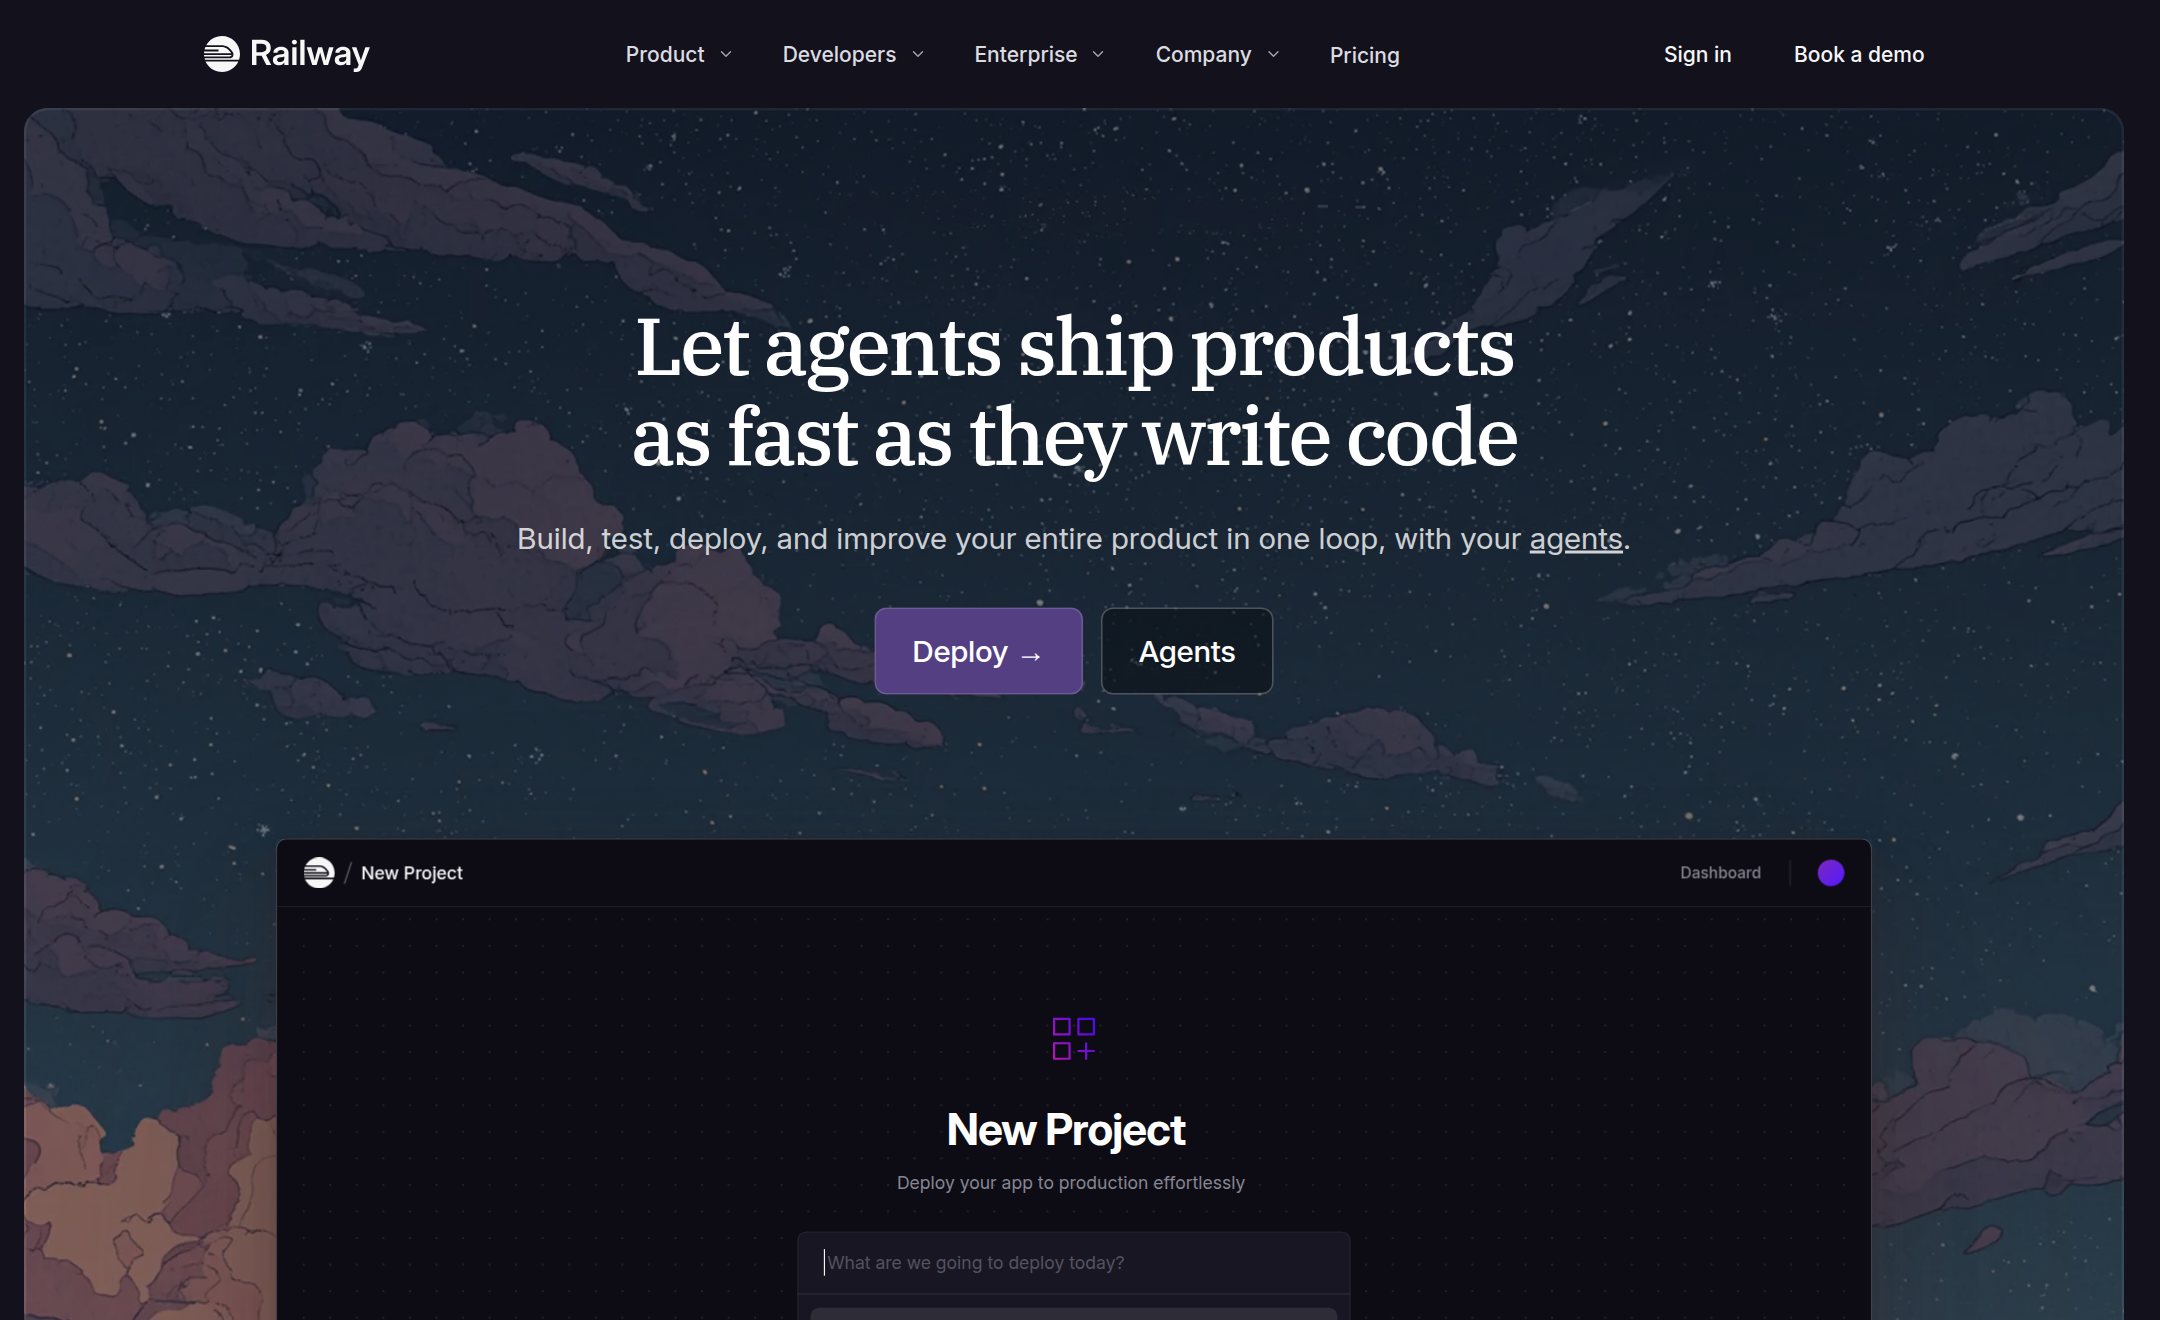 Railway
Product
Developers
Enterprise
Company
Pricing
Sign in
Book a demo
Let agents ship products
as fast as they write code
Build, test, deploy, and improve your entire product in one loop, with your agents.
Deploy →
Agents
/ New Project
Dashboard
New Project
Deploy your app to production effortlessly
What are we going to deploy today?